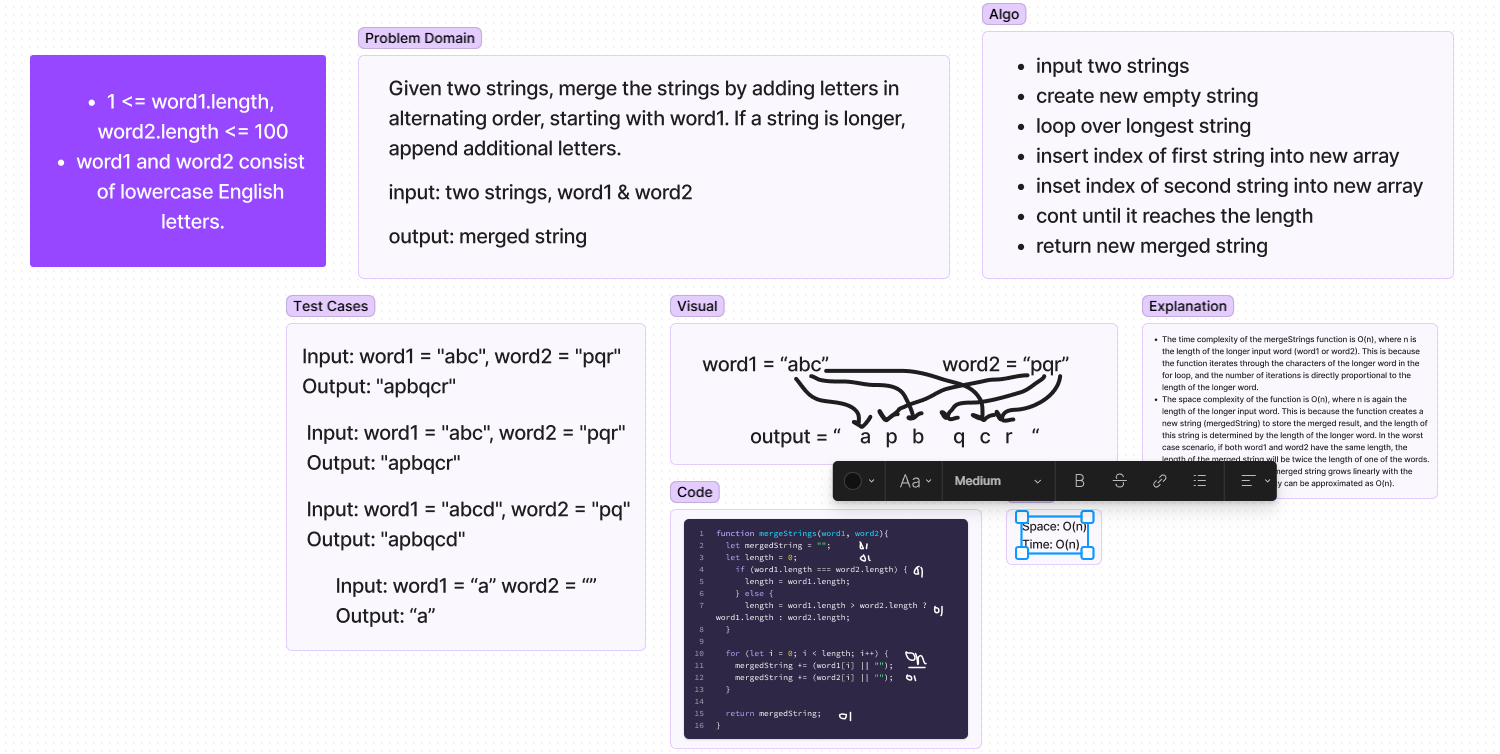 • 1 <= word1.length,
word2.length <= 100
• word1 and word2 consist
of lowercase English
letters.
Problem Domain
Given two strings, merge the strings by adding letters in
alternating order, starting with word1. If a string is longer,
append additional letters.
input: two strings, word1 & word2
output: merged string
Algo
• input two strings
• create new empty string
• loop over longest string
• insert index of first string into new array
• inset index of second string into new array
• cont until it reaches the length
• return new merged string
Test Cases
Input: word1 = "abc", word2 = "pqr"
Output: "apbqcr"
Input: word1 = "abc", word2 = "pqr"
Output: "apbqcr"
Input: word1 = "abcd", word2 = "pq"
Output: "apbqcd"
Input: word1 = “a” word2 = “”
Output: “a”
Visual
word1 = “abc” word2 = “pqr”
output = “ a p b q c r “
Explanation
• The time complexity of the mergeStrings function is O(n), where n is
the length of the longer input word (word1 or word2). This is because
the function iterates through the characters of the longer word in the
for loop, and the number of iterations is directly proportional to the
length of the longer word.
• The space complexity of the function is O(n), where n is again the
length of the longer input word. This is because the function creates a
new string (mergedString) to store the merged result, and the length of
this string is determined by the length of the longer word. In the worst
case scenario, if both word1 and word2 have the same length, the
length of the merged string will be twice the length of one of the words.
merged string grows linearly with the
can be approximated as O(n).
Aa Medium B S
Code
1 function mergeStrings(word1, word2){
2 let mergedString = ""; 01
3 let length = 0; 01
4 if (word1.length === word2.length) { 01
5 length = word1.length;
6 } else {
7 length = word1.length > word2.length ? 01
word1.length : word2.length;
8 }
9
10 for (let i = 0; i < length; i++) { On
11 mergedString += (word1[i] || "");
12 mergedString += (word2[i] || ""); 01
13 }
14
15 return mergedString; 01
16 }
Space: O(n)
Time: O(n)